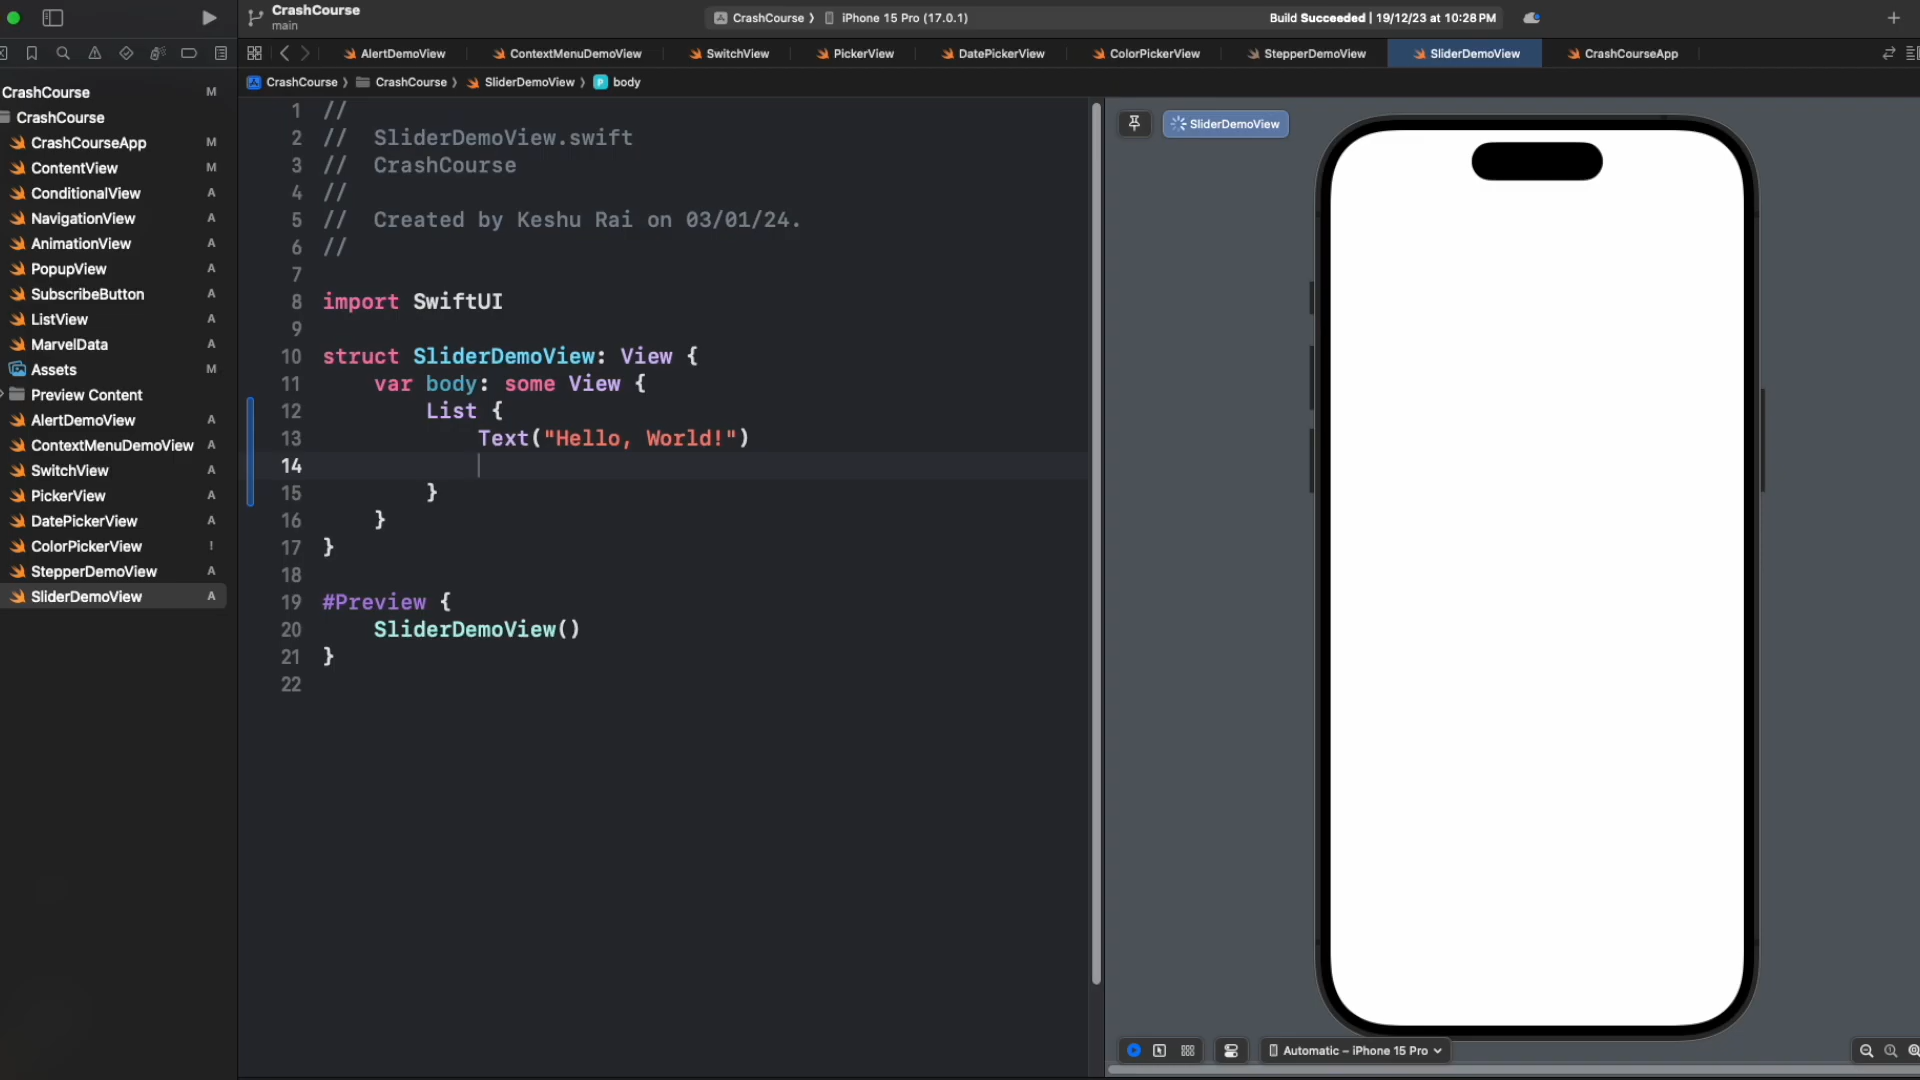 CrashCourse
main
CrashCourse
iPhone 15 Pro (17.0.1)
Build Succeeded | 19/12/23 at 10:28 PM
AlertDemoView
ContextMenuDemoView
SwitchView
PickerView
DatePickerView
ColorPickerView
StepperDemoView
SliderDemoView
CrashCourseApp
CrashCourse
CrashCourse
SliderDemoView
P body
CrashCourse M
CrashCourse
CrashCourseApp M
ContentView M
ConditionalView A
NavigationView A
AnimationView A
PopupView A
SubscribeButton A
ListView A
MarvelData A
Assets M
Preview Content
AlertDemoView A
ContextMenuDemoView A
SwitchView A
PickerView A
DatePickerView A
ColorPickerView !
StepperDemoView A
SliderDemoView A
1 //
2 //  SliderDemoView.swift
3 //  CrashCourse
4 //
5 //  Created by Keshu Rai on 03/01/24.
6 //
7
8 import SwiftUI
9
10 struct SliderDemoView: View {
11     var body: some View {
12         List {
13             Text("Hello, World!")
14
15         }
16     }
17 }
18
19 #Preview {
20     SliderDemoView()
21 }
22
SliderDemoView
Automatic – iPhone 15 Pro